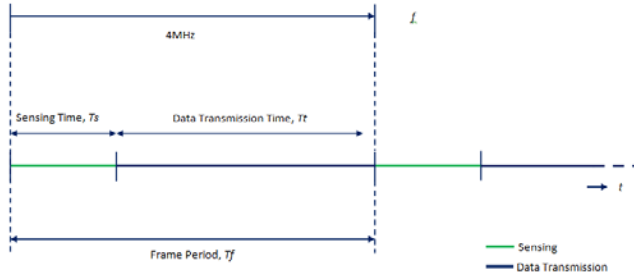 f
4MHz
Sensing Time, Ts
Data Transmission Time, Tt
t
Frame Period, Tf
Sensing
Data Transmission